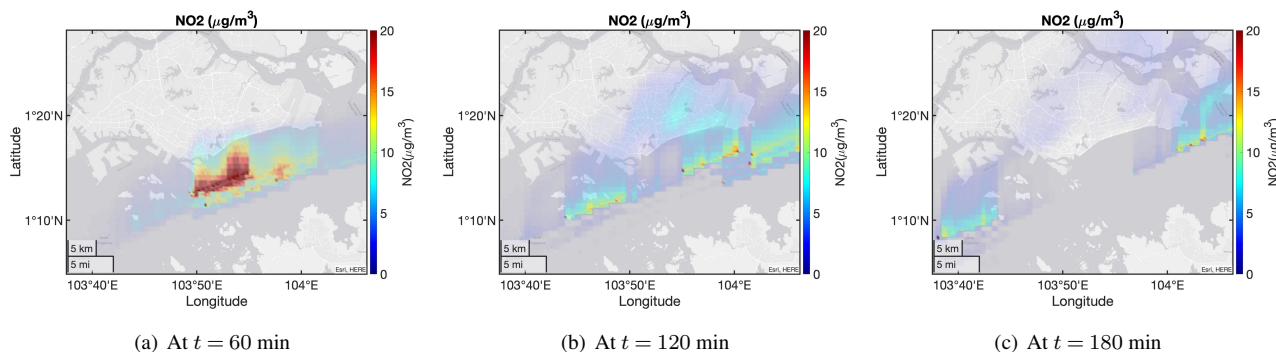 NO2 (μg/m³)
20
15
10
5
0
NO2(μg/m³)
1°20'N
1°10'N
Latitude
5 km
5 mi
Esri, HERE
103°40'E 103°50'E 104°E
Longitude
(a) At t = 60 min
NO2 (μg/m³)
20
15
10
5
0
NO2(μg/m³)
1°20'N
1°10'N
Latitude
5 km
5 mi
Esri, HERE
103°40'E 103°50'E 104°E
Longitude
(b) At t = 120 min
NO2 (μg/m³)
20
15
10
5
0
NO2(μg/m³)
1°20'N
1°10'N
Latitude
5 km
5 mi
Esri, HERE
103°40'E 103°50'E 104°E
Longitude
(c) At t = 180 min